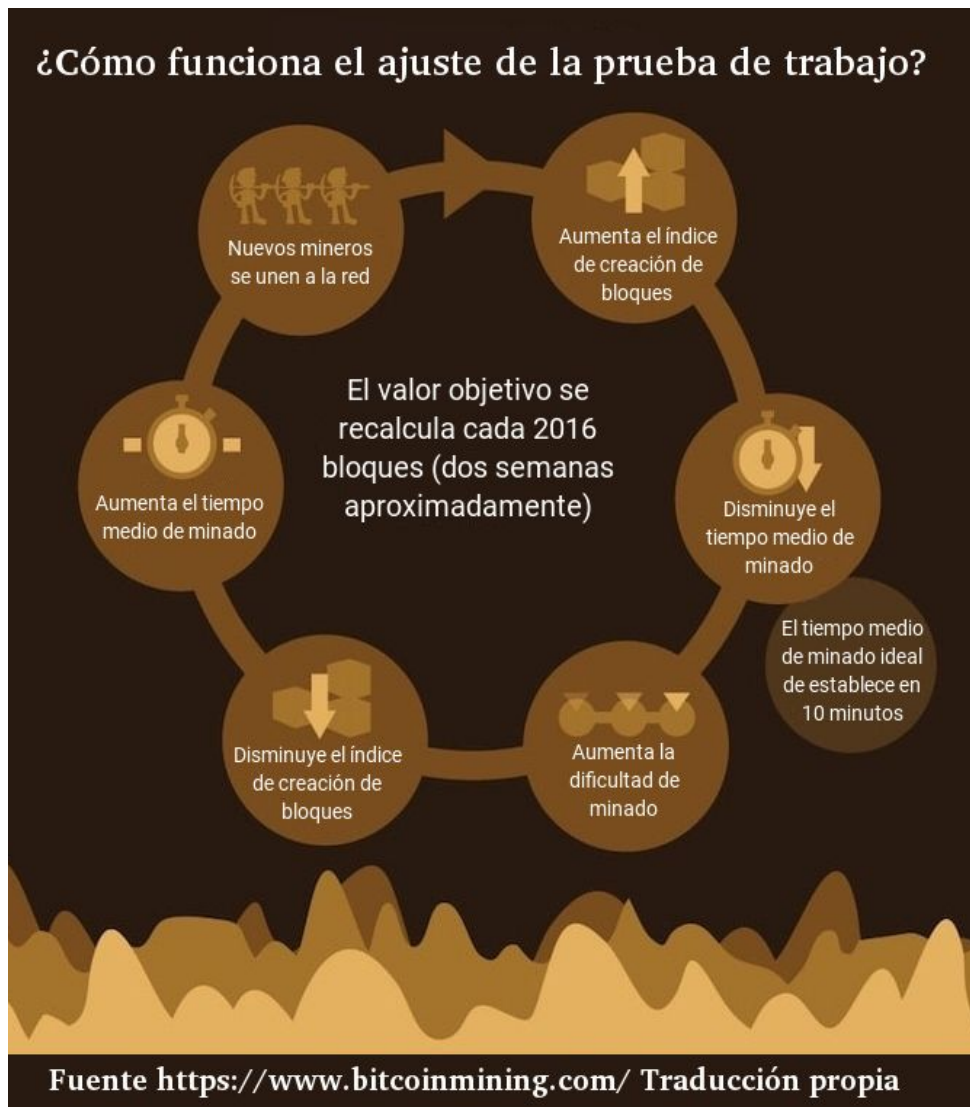 ¿Cómo funciona el ajuste de la prueba de trabajo?
Nuevos mineros
se unen a la red
Aumenta el índice
de creación de
bloques
El valor objetivo se
recalcula cada 2016
bloques (dos semanas
aproximadamente)
Aumenta el tiempo
medio de minado
Disminuye el
tiempo medio de
minado
El tiempo medio
de minado ideal
de establece en
10 minutos
Disminuye el índice
de creación de
bloques
Aumenta la
dificultad de
minado
Fuente https://www.bitcoinmining.com/ Traducción propia